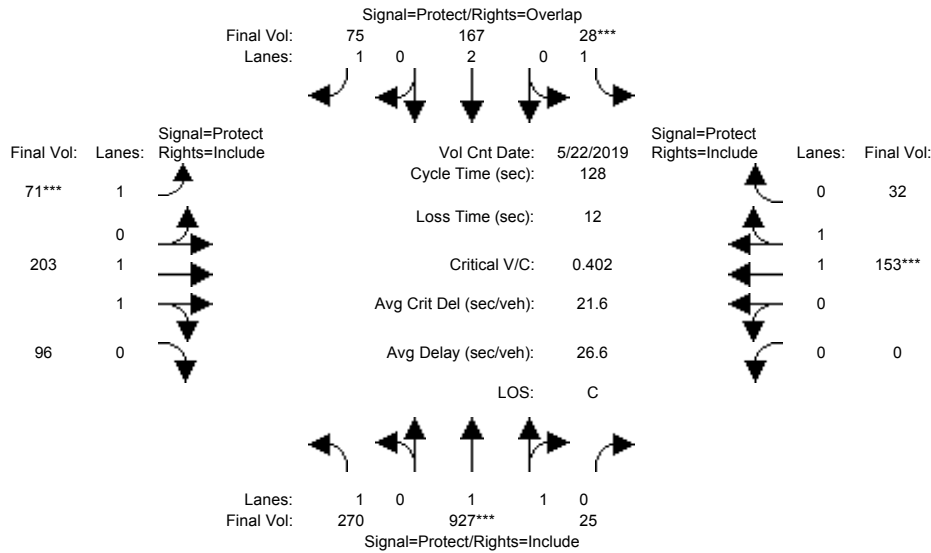 Signal=Protect/Rights=Overlap
Final Vol: 75 167 28***
Lanes: 1 0 2 0 1
Signal=Protect
Final Vol: Lanes: Rights=Include
Vol Cnt Date: 5/22/2019
Signal=Protect
Rights=Include Lanes: Final Vol:
Cycle Time (sec): 128
71*** 1
0 32
Loss Time (sec): 12
0
1
203 1
Critical V/C: 0.402
1 153***
1
Avg Crit Del (sec/veh): 21.6
0
96 0
Avg Delay (sec/veh): 26.6
0 0
LOS: C
Lanes: 1 0 1 1 0
Final Vol: 270 927*** 25
Signal=Protect/Rights=Include